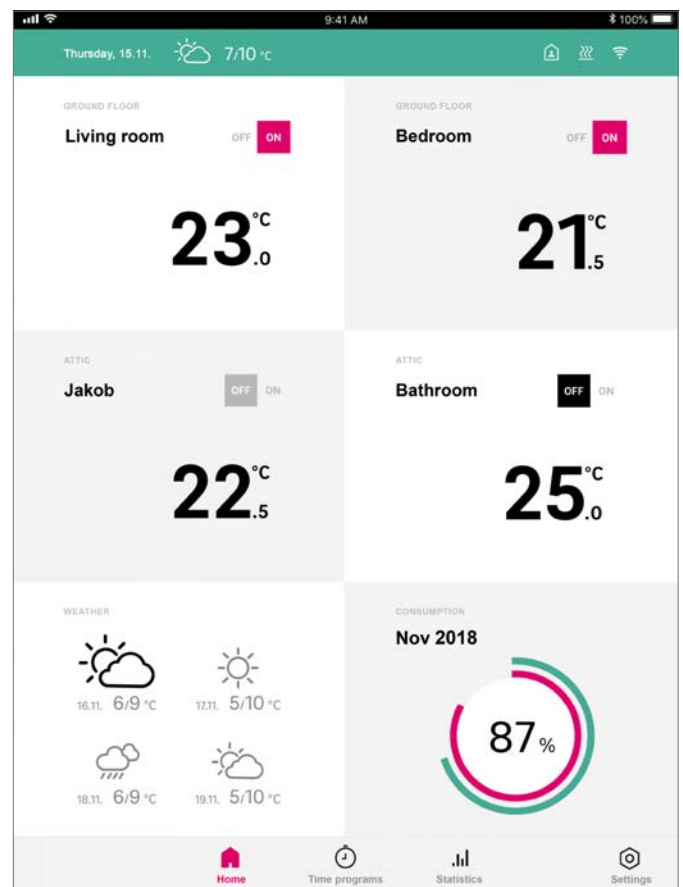 9:41 AM 100%
Thursday, 15.11. 7/10 °C
GROUND FLOOR
Living room OFF ON
23.0 °C
GROUND FLOOR
Bedroom OFF ON
21.5 °C
ATTIC
Jakob OFF ON
22.5 °C
ATTIC
Bathroom OFF ON
25.0 °C
WEATHER
16.11. 6/9 °C 17.11. 5/10 °C
18.11. 6/9 °C 19.11. 5/10 °C
CONSUMPTION
Nov 2018
87%
Home Time programs Statistics Settings